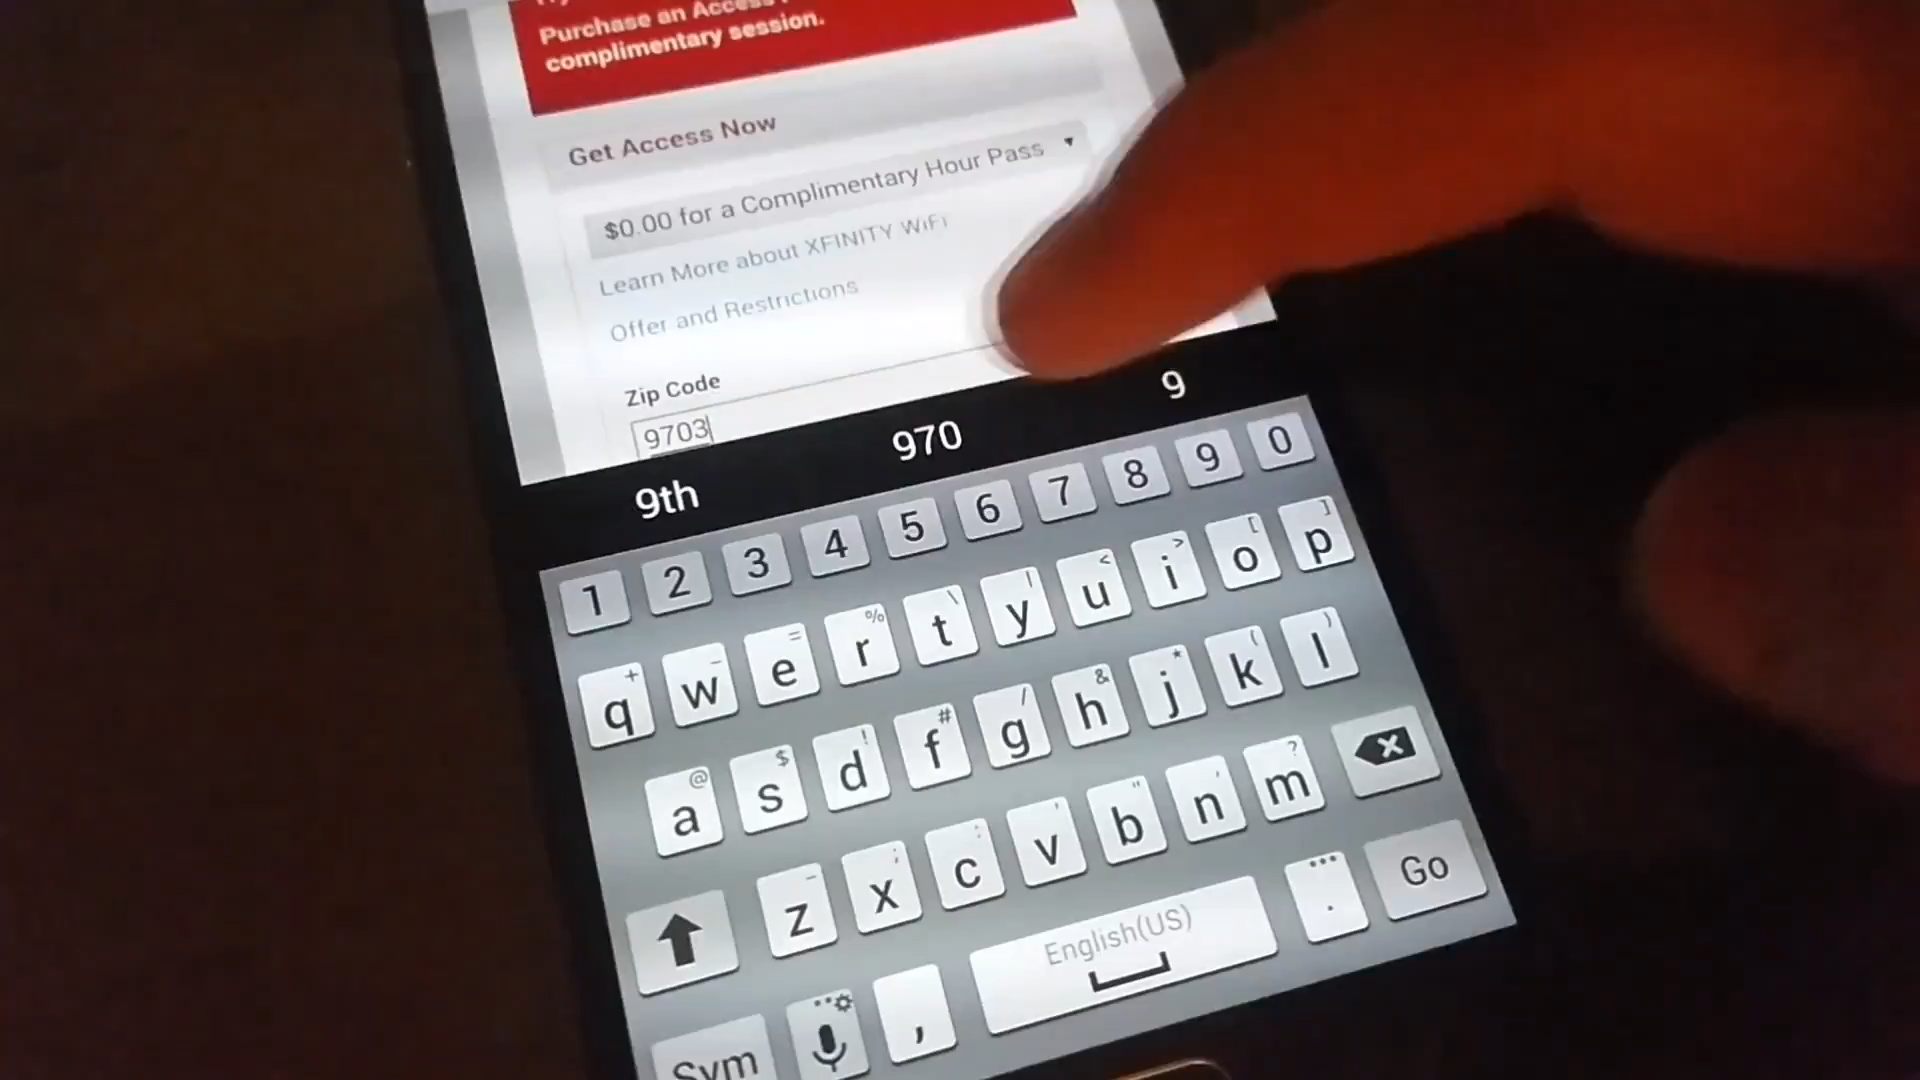 Purchase an Access
complimentary session.
Get Access Now
$0.00 for a Complimentary Hour Pass ▼
Learn More about XFINITY WiFi
Offer and Restrictions
Zip Code
9703
9th 970 9
1 2 3 4 5 6 7 8 9 0
q w e r t y u i o p
a s d f g h j k l
z x c v b n m
English(US) . Go
Sym ,